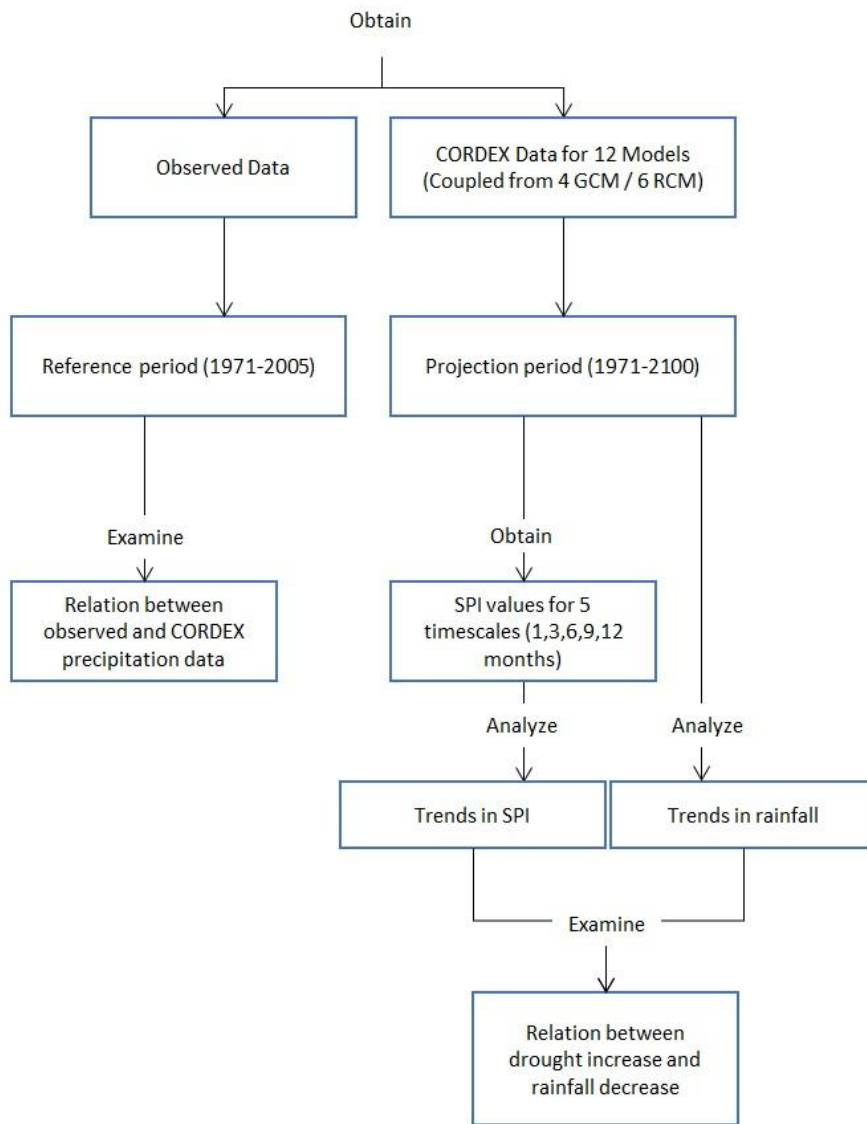 Obtain
Observed Data
CORDEX Data for 12 Models
(Coupled from 4 GCM / 6 RCM)
Reference period (1971-2005)
Projection period (1971-2100)
Examine
Obtain
Relation between
observed and CORDEX
precipitation data
SPI values for 5
timescales (1,3,6,9,12
months)
Analyze
Analyze
Trends in SPI
Trends in rainfall
Examine
Relation between
drought increase and
rainfall decrease